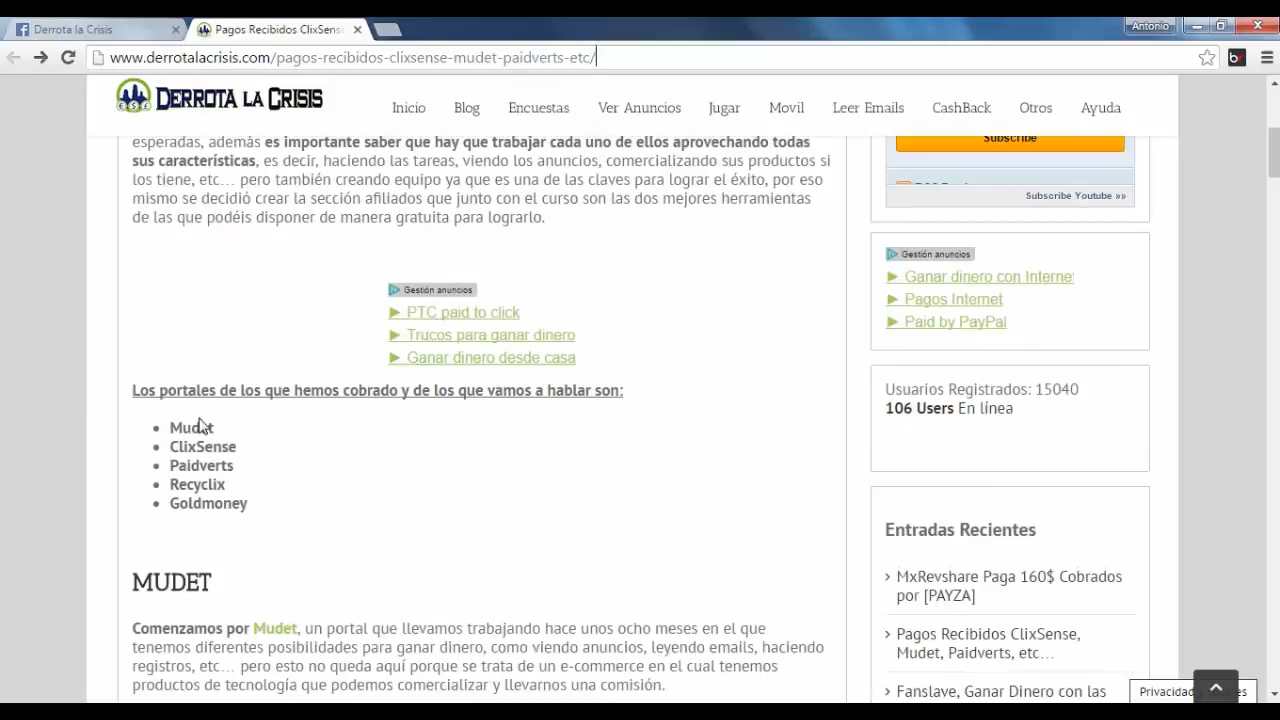 Derrota la Crisis
Pagos Recibidos ClixSens
Antonio
www.derrotalacrisis.com/pagos-recibidos-clixsense-mudet-paidverts-etc/
DERROTA LA CRISIS
Inicio Blog Encuestas Ver Anuncios Jugar Movil Leer Emails CashBack Otros Ayuda
esperadas, además es importante saber que hay que trabajar cada uno de ellos aprovechando todas
sus características, es decir, haciendo las tareas, viendo los anuncios, comercializando sus productos si
los tiene, etc… pero también creando equipo ya que es una de las claves para lograr el éxito, por eso
mismo se decidió crear la sección afiliados que junto con el curso son las dos mejores herramientas
de las que podéis disponer de manera gratuita para lograrlo.
Gestión anuncios
► PTC paid to click
► Trucos para ganar dinero
► Ganar dinero desde casa
Los portales de los que hemos cobrado y de los que vamos a hablar son:
• Mudet
• ClixSense
• Paidverts
• Recyclix
• Goldmoney
MUDET
Comenzamos por Mudet, un portal que llevamos trabajando hace unos ocho meses en el que
tenemos diferentes posibilidades para ganar dinero, como viendo anuncios, leyendo emails, haciendo
registros, etc… pero esto no queda aquí porque se trata de un e-commerce en el cual tenemos
productos de tecnología que podemos comercializar y llevarnos una comisión.
Subscribe
Subscribe Youtube »»
Gestión anuncios
► Ganar dinero con Internet
► Pagos Internet
► Paid by PayPal
Usuarios Registrados: 15040
106 Users En línea
Entradas Recientes
› MxRevshare Paga 160$ Cobrados
por [PAYZA]
› Pagos Recibidos ClixSense,
Mudet, Paidverts, etc…
› Fanslave, Ganar Dinero con las
Privacidad